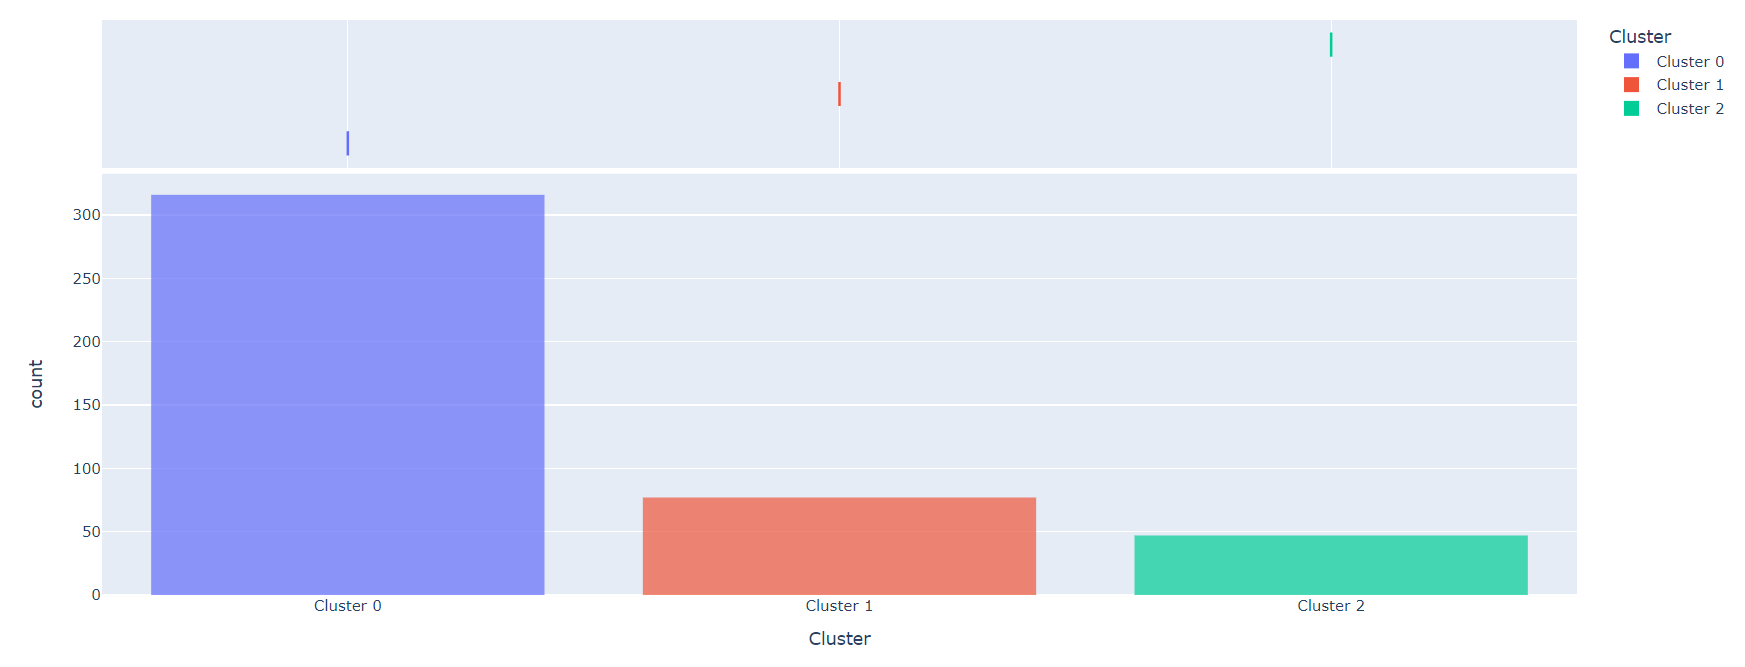 Cluster
Cluster 0
Cluster 1
Cluster 2
300
250
200
150
100
50
0
count
Cluster 0
Cluster 1
Cluster 2
Cluster